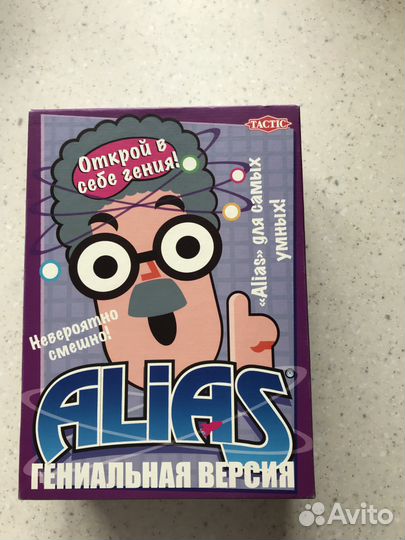 TACTIC
Открой в
себе гения!
«Alias» для самых
умных!
Невероятно
смешно!
ALIAS®
ГЕНИАЛЬНАЯ ВЕРСИЯ
Avito